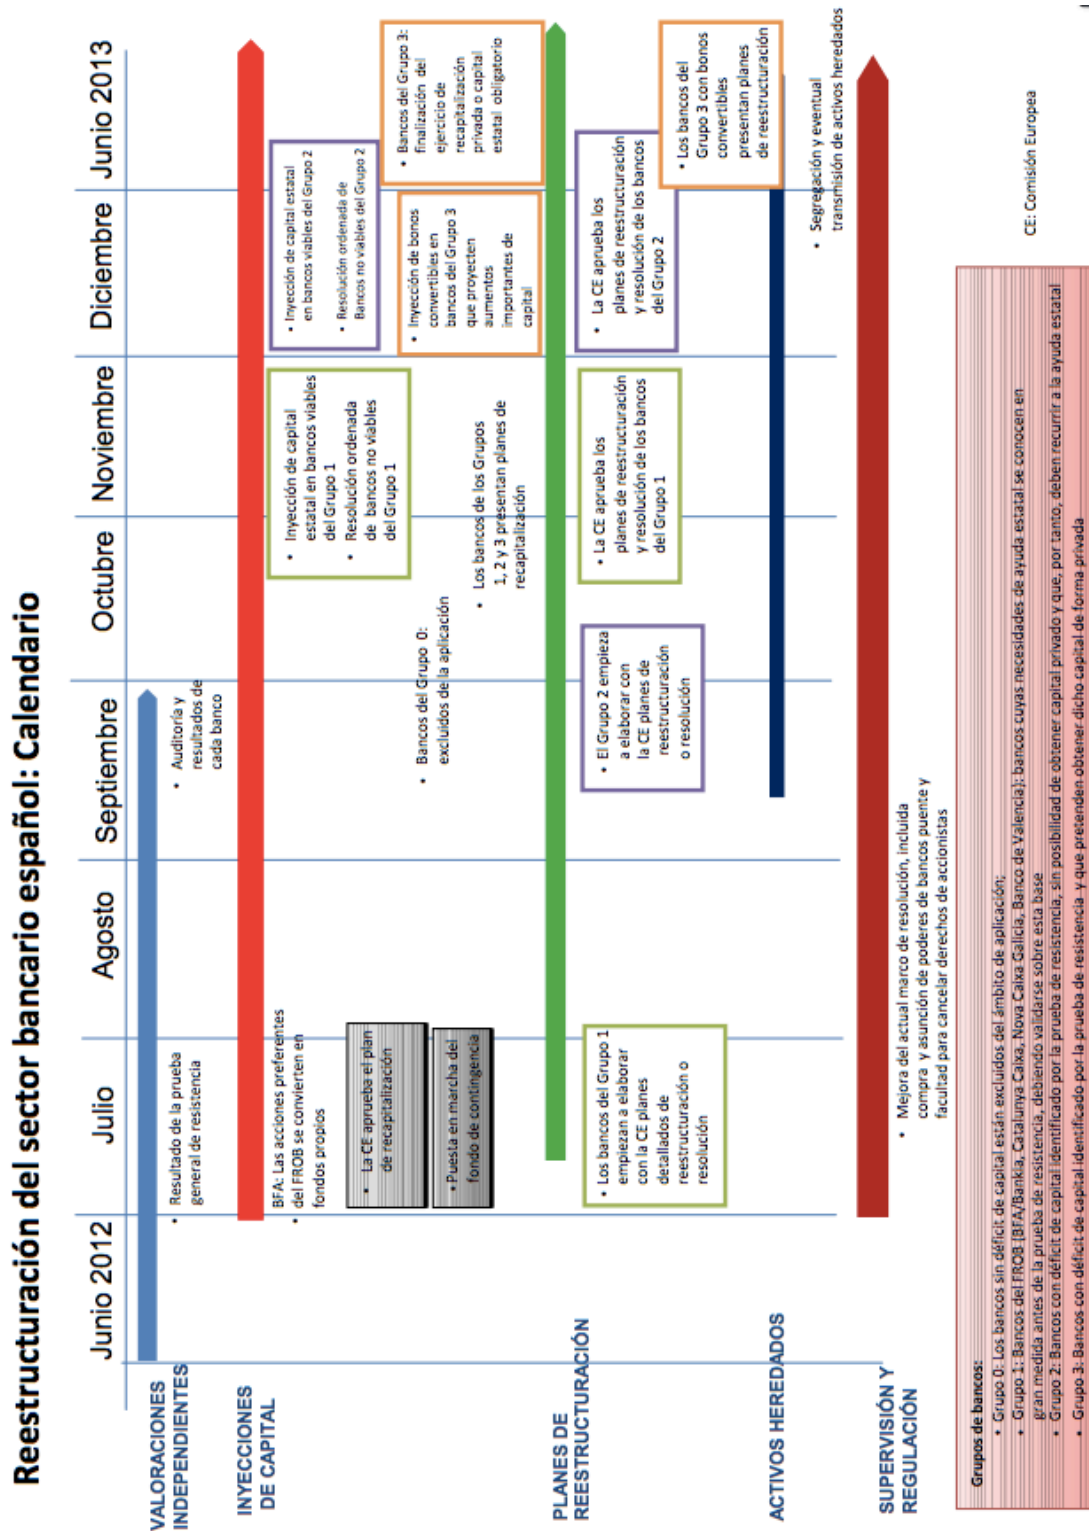 Reestructuración del sector bancario español: Calendario
Junio 2012
Julio
Agosto
Septiembre
Octubre
Noviembre
Diciembre
Junio 2013
VALORACIONES
INDEPENDIENTES
• Resultado de la prueba
general de resistencia
• Auditoría y
resultados de
cada banco
INYECCIONES
DE CAPITAL
BFA: Las acciones preferentes
• del FROB se convierten en
fondos propios
• La CE aprueba el plan
de recapitalización
• Puesta en marcha del
fondo de contingencia
• Bancos del Grupo 0:
excluidos de la aplicación
• Inyección de capital
estatal en bancos viables
del Grupo 1
• Resolución ordenada
de bancos no viables
del Grupo 1
• Los bancos de los Grupos
1, 2 y 3 presentan planes de
recapitalización
• Inyección de capital estatal
en bancos viables del Grupo 2
• Resolución ordenada de
Bancos no viables del Grupo 2
• Inyección de bonos
convertibles en
bancos del Grupo 3
que proyecten
aumentos
importantes de
capital
• Bancos del Grupo 3:
finalización del
ejercicio de
recapitalización
privada o capital
estatal obligatorio
PLANES DE
REESTRUCTURACIÓN
• Los bancos del Grupo 1
empiezan a elaborar
con la CE planes
detallados de
reestructuración o
resolución
• El Grupo 2 empieza
a elaborar con
la CE planes de
reestructuración
o resolución
• La CE aprueba los
planes de reestructuración
y resolución de los bancos
del Grupo 1
• La CE aprueba los
planes de reestructuración
y resolución de los bancos
del Grupo 2
• Los bancos del
Grupo 3 con bonos
convertibles
presentan planes
de reestructuración
ACTIVOS HEREDADOS
• Segregación y eventual
transmisión de activos heredados
SUPERVISIÓN Y
REGULACIÓN
• Mejora del actual marco de resolución, incluida
compra y asunción de poderes de bancos puente y
facultad para cancelar derechos de accionistas
CE: Comisión Europea
Grupos de bancos:
• Grupo 0: Los bancos sin déficit de capital están excluidos del ámbito de aplicación;
• Grupo 1: Bancos del FROB (BFA/Bankia, Catalunya Caixa, Nova Caixa Galicia, Banco de Valencia): bancos cuyas necesidades de ayuda estatal se conocen en
gran medida antes de la prueba de resistencia, debiendo validarse sobre esta base
• Grupo 2: Bancos con déficit de capital identificado por la prueba de resistencia, sin posibilidad de obtener capital privado y que, por tanto, deben recurrir a la ayuda estatal
• Grupo 3: Bancos con déficit de capital identificado por la prueba de resistencia y que pretenden obtener dicho capital de forma privada